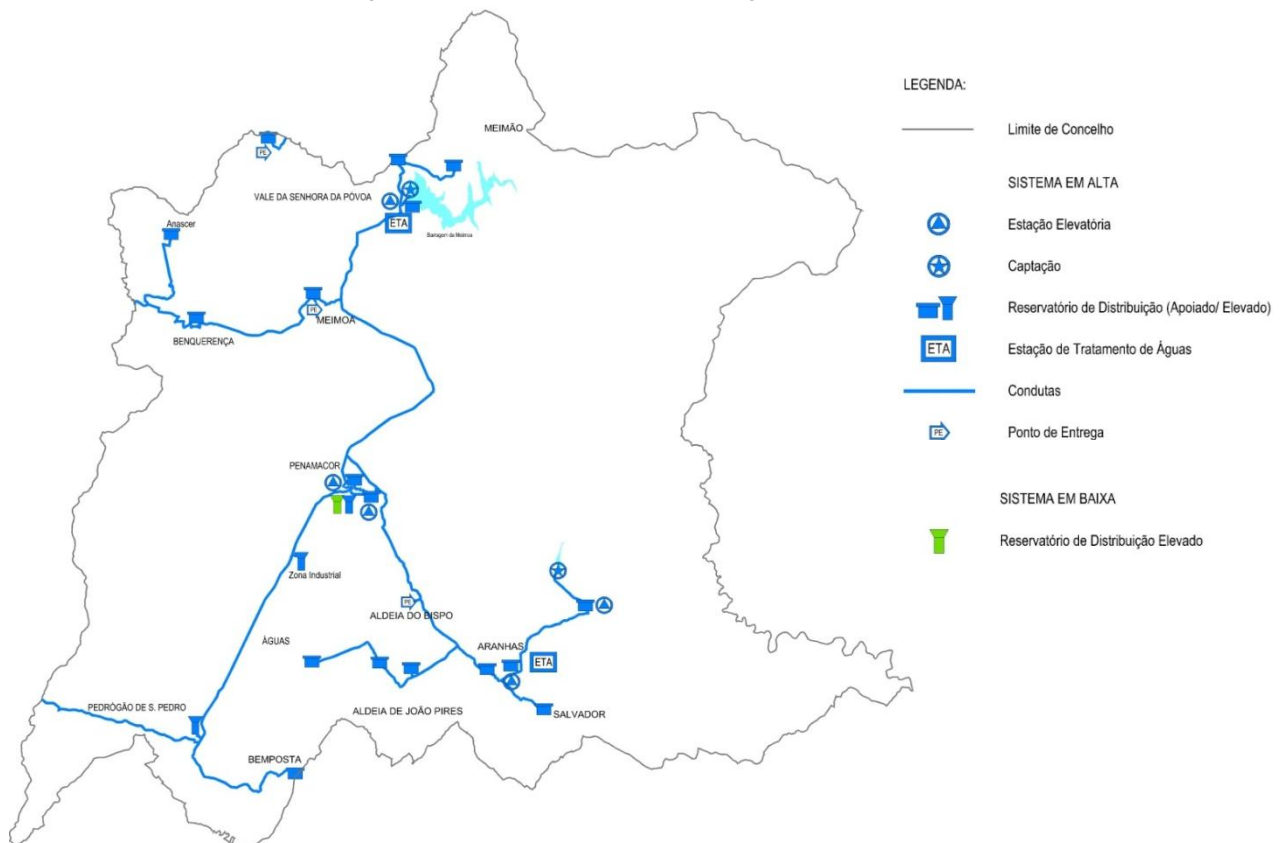 MEIMÃO
PE
VALE DA SENHORA DA PÓVOA
ETA
Barragem da Meimoa
Anascer
PE
MEIMOA
BENQUERENÇA
PENAMACOR
Zona Industrial
PE
ALDEIA DO BISPO
ÀGUAS
ARANHAS
ETA
PEDRÓGÃO DE S. PEDRO
ALDEIA DE JOÃO PIRES
SALVADOR
BEMPOSTA
LEGENDA:
Limite de Concelho
SISTEMA EM ALTA
Estação Elevatória
Captação
Reservatório de Distribuição (Apoiado/ Elevado)
ETA
Estação de Tratamento de Águas
Condutas
PE
Ponto de Entrega
SISTEMA EM BAIXA
Reservatório de Distribuição Elevado